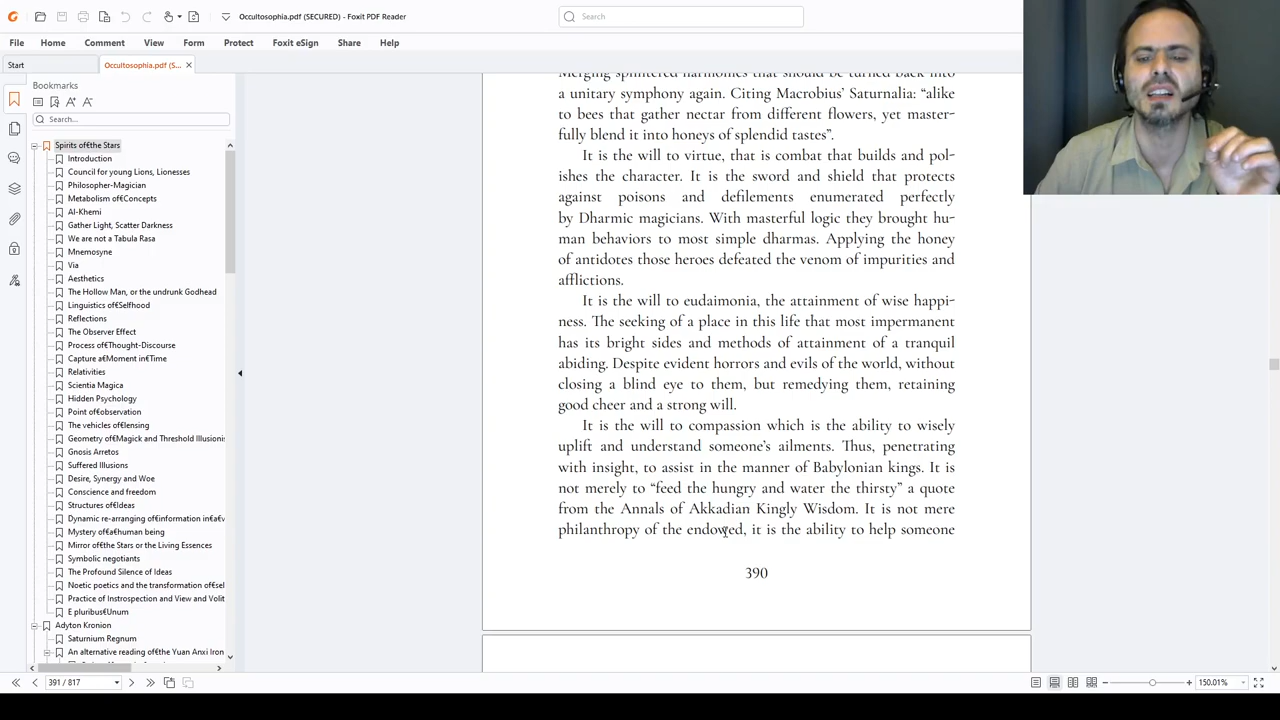 Occultosophia.pdf (SECURED) - Foxit PDF Reader
Search
File Home Comment View Form Protect Foxit eSign Share Help
Start
Occultosophia.pdf (S...
Bookmarks
Search...
Spirits of€the Stars
Introduction
Council for young Lions, Lionesses
Philosopher-Magician
Metabolism of€Concepts
Al-Khemi
Gather Light, Scatter Darkness
We are not a Tabula Rasa
Mnemosyne
Via
Aesthetics
The Hollow Man, or the undrunk Godhead
Linguistics of€Selfhood
Reflections
The Observer Effect
Process of€Thought-Discourse
Capture a€Moment in€Time
Relativities
Scientia Magica
Hidden Psychology
Point of€observation
The vehicles of€lensing
Geometry of€Magick and Threshold Illusionis
Gnosis Arretos
Suffered Illusions
Desire, Synergy and Woe
Conscience and freedom
Structures of€Ideas
Dynamic re-arranging of€information in€a€v
Mystery of€a€human being
Mirror of€the Stars or the Living Essences
Symbolic negotiants
The Profound Silence of Ideas
Noetic poetics and the transformation of€sel
Practice of Instrospection and View and Volit
E pluribus€Unum
Adyton Kronion
Saturnium Regnum
An alternative reading of€the Yuan Anxi Iron
Merging splintered harmonies that should be turned back into
a unitary symphony again. Citing Macrobius’ Saturnalia: “alike
to bees that gather nectar from different flowers, yet master-
fully blend it into honeys of splendid tastes”.
It is the will to virtue, that is combat that builds and pol-
ishes the character. It is the sword and shield that protects
against poisons and defilements enumerated perfectly
by Dharmic magicians. With masterful logic they brought hu-
man behaviors to most simple dharmas. Applying the honey
of antidotes those heroes defeated the venom of impurities and
afflictions.
It is the will to eudaimonia, the attainment of wise happi-
ness. The seeking of a place in this life that most impermanent
has its bright sides and methods of attainment of a tranquil
abiding. Despite evident horrors and evils of the world, without
closing a blind eye to them, but remedying them, retaining
good cheer and a strong will.
It is the will to compassion which is the ability to wisely
uplift and understand someone’s ailments. Thus, penetrating
with insight, to assist in the manner of Babylonian kings. It is
not merely to “feed the hungry and water the thirsty” a quote
from the Annals of Akkadian Kingly Wisdom. It is not mere
philanthropy of the endowed, it is the ability to help someone
390
391 / 817
150.01%